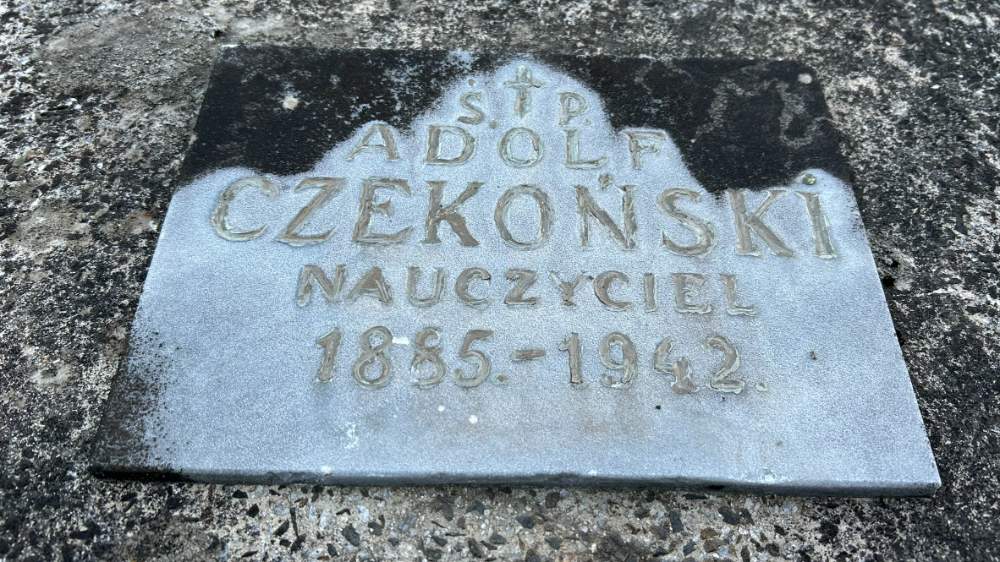 Ś. † P.
ADOLF
CZEKOŃSKI
NAUCZYCIEL
1885.-1942.